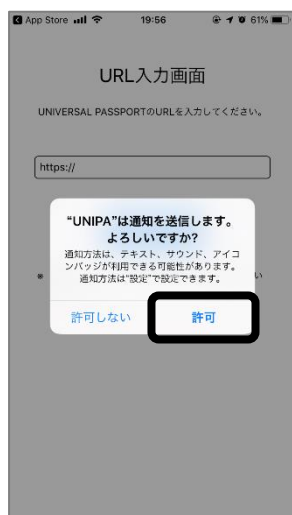 App Store 19:56 61%
URL入力画面
UNIVERSAL PASSPORTのURLを入力してください。
https://
“UNIPA”は通知を送信します。
よろしいですか?
通知方法は、テキスト、サウンド、アイコ
ンバッジが利用できる可能性があります。
通知方法は“設定”で設定できます。
※ い
許可しない 許可